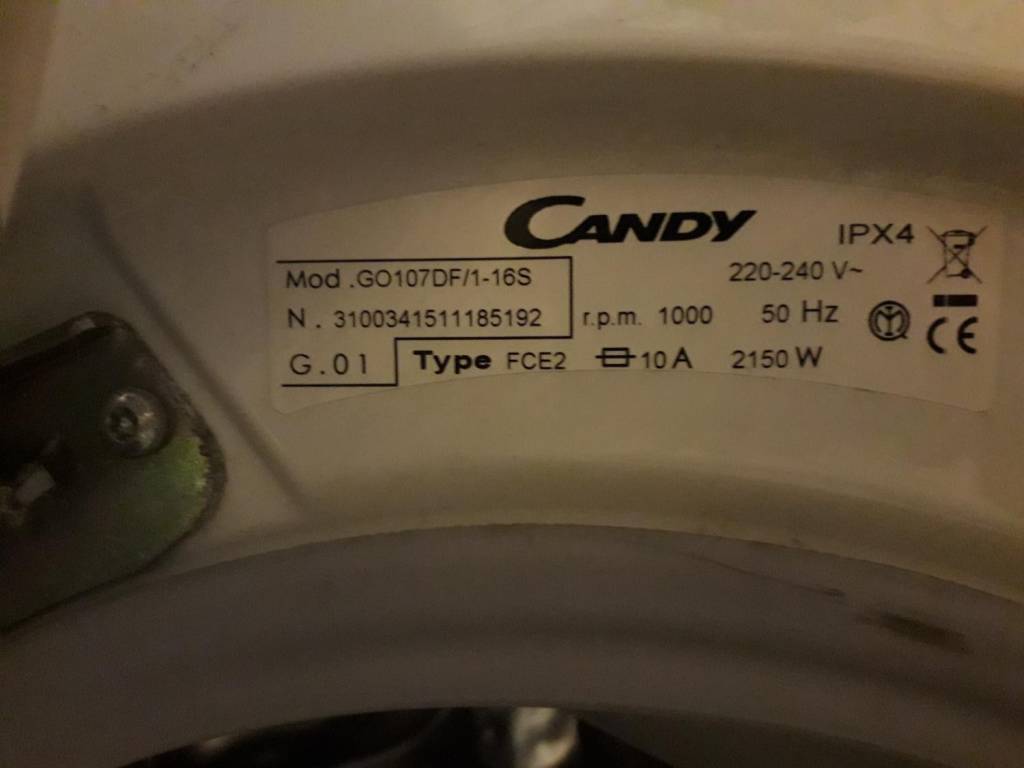 CANDY
IPX4
Mod .GO107DF/1-16S
220-240 V~
N. 3100341511185192
r.p.m. 1000
50 Hz
CE
G.01
Type FCE2
10 A
2150 W